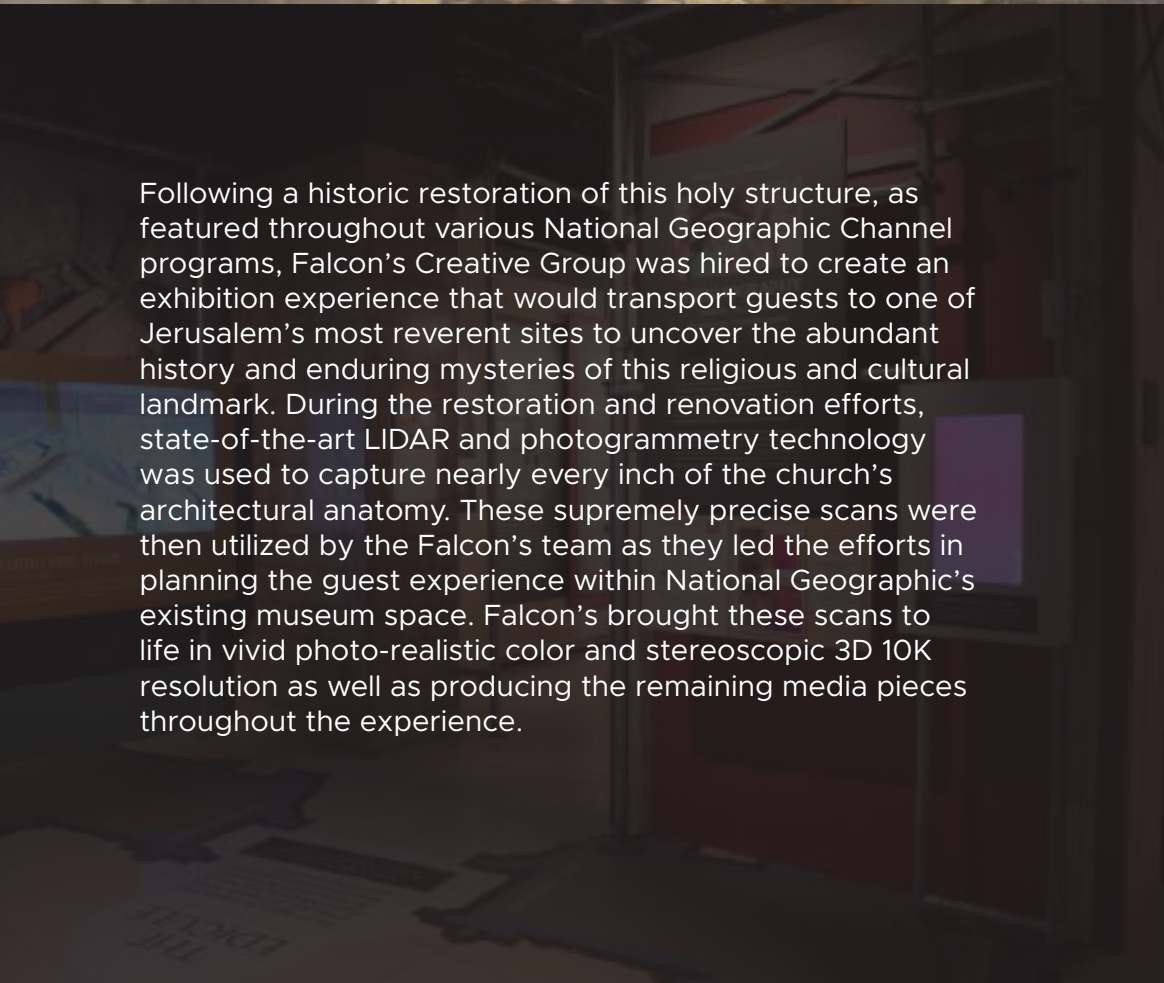 Following a historic restoration of this holy structure, as
featured throughout various National Geographic Channel
programs, Falcon’s Creative Group was hired to create an
exhibition experience that would transport guests to one of
Jerusalem’s most reverent sites to uncover the abundant
history and enduring mysteries of this religious and cultural
landmark. During the restoration and renovation efforts,
state-of-the-art LIDAR and photogrammetry technology
was used to capture nearly every inch of the church’s
architectural anatomy. These supremely precise scans were
then utilized by the Falcon’s team as they led the efforts in
planning the guest experience within National Geographic’s
existing museum space. Falcon’s brought these scans to
life in vivid photo-realistic color and stereoscopic 3D 10K
resolution as well as producing the remaining media pieces
throughout the experience.
THE
EDICULE